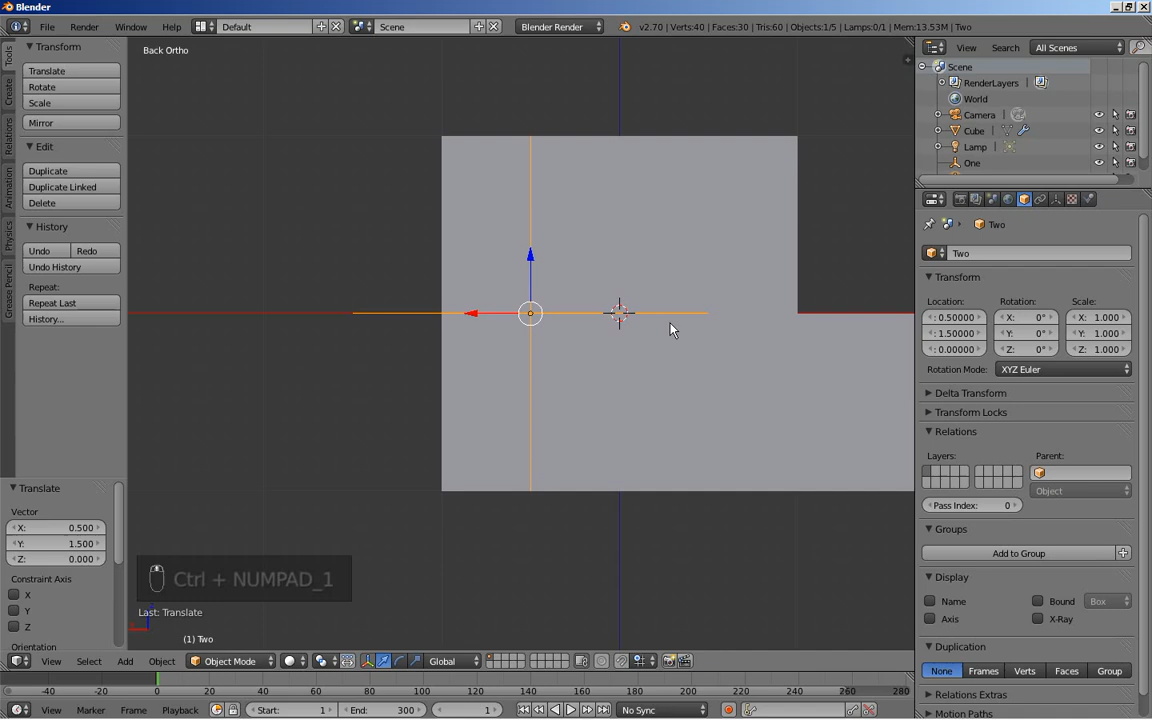 Blender
File Render Window Help Default Scene Blender Render v2.70 | Verts:40 | Faces:30 | Tris:60 | Objects:1/5 | Lamps:0/1 | Mem:13.53M | Two
Tools
Create
Relations
Animation
Physics
Grease Pencil
Transform
Translate
Rotate
Scale
Mirror
Edit
Duplicate
Duplicate Linked
Delete
History
Undo Redo
Undo History
Repeat:
Repeat Last
History...
Translate
Vector
X: 0.500
Y: 1.500
Z: 0.000
Constraint Axis
X
Y
Z
Orientation
Back Ortho
Ctrl + NUMPAD_1
Last: Translate
(1) Two
View Search All Scenes
Scene
RenderLayers
World
Camera
Cube
Lamp
One
Two
Two
Transform
Location: Rotation: Scale:
: 0.50000 X: 0° X: 1.000
: 1.50000 Y: 0° Y: 1.000
: 0.00000 Z: 0° Z: 1.000
Rotation Mode: XYZ Euler
Delta Transform
Transform Locks
Relations
Layers: Parent:
Object
Pass Index: 0
Groups
Add to Group
Display
Name Bound Box
Axis X-Ray
Duplication
None Frames Verts Faces Group
Relations Extras
Motion Paths
View Select Add Object Object Mode Global
-40 -20 0 20 40 60 80 100 120 140 160 180 200 220 240 260 280
View Marker Frame Playback Start: 1 End: 300 1 No Sync